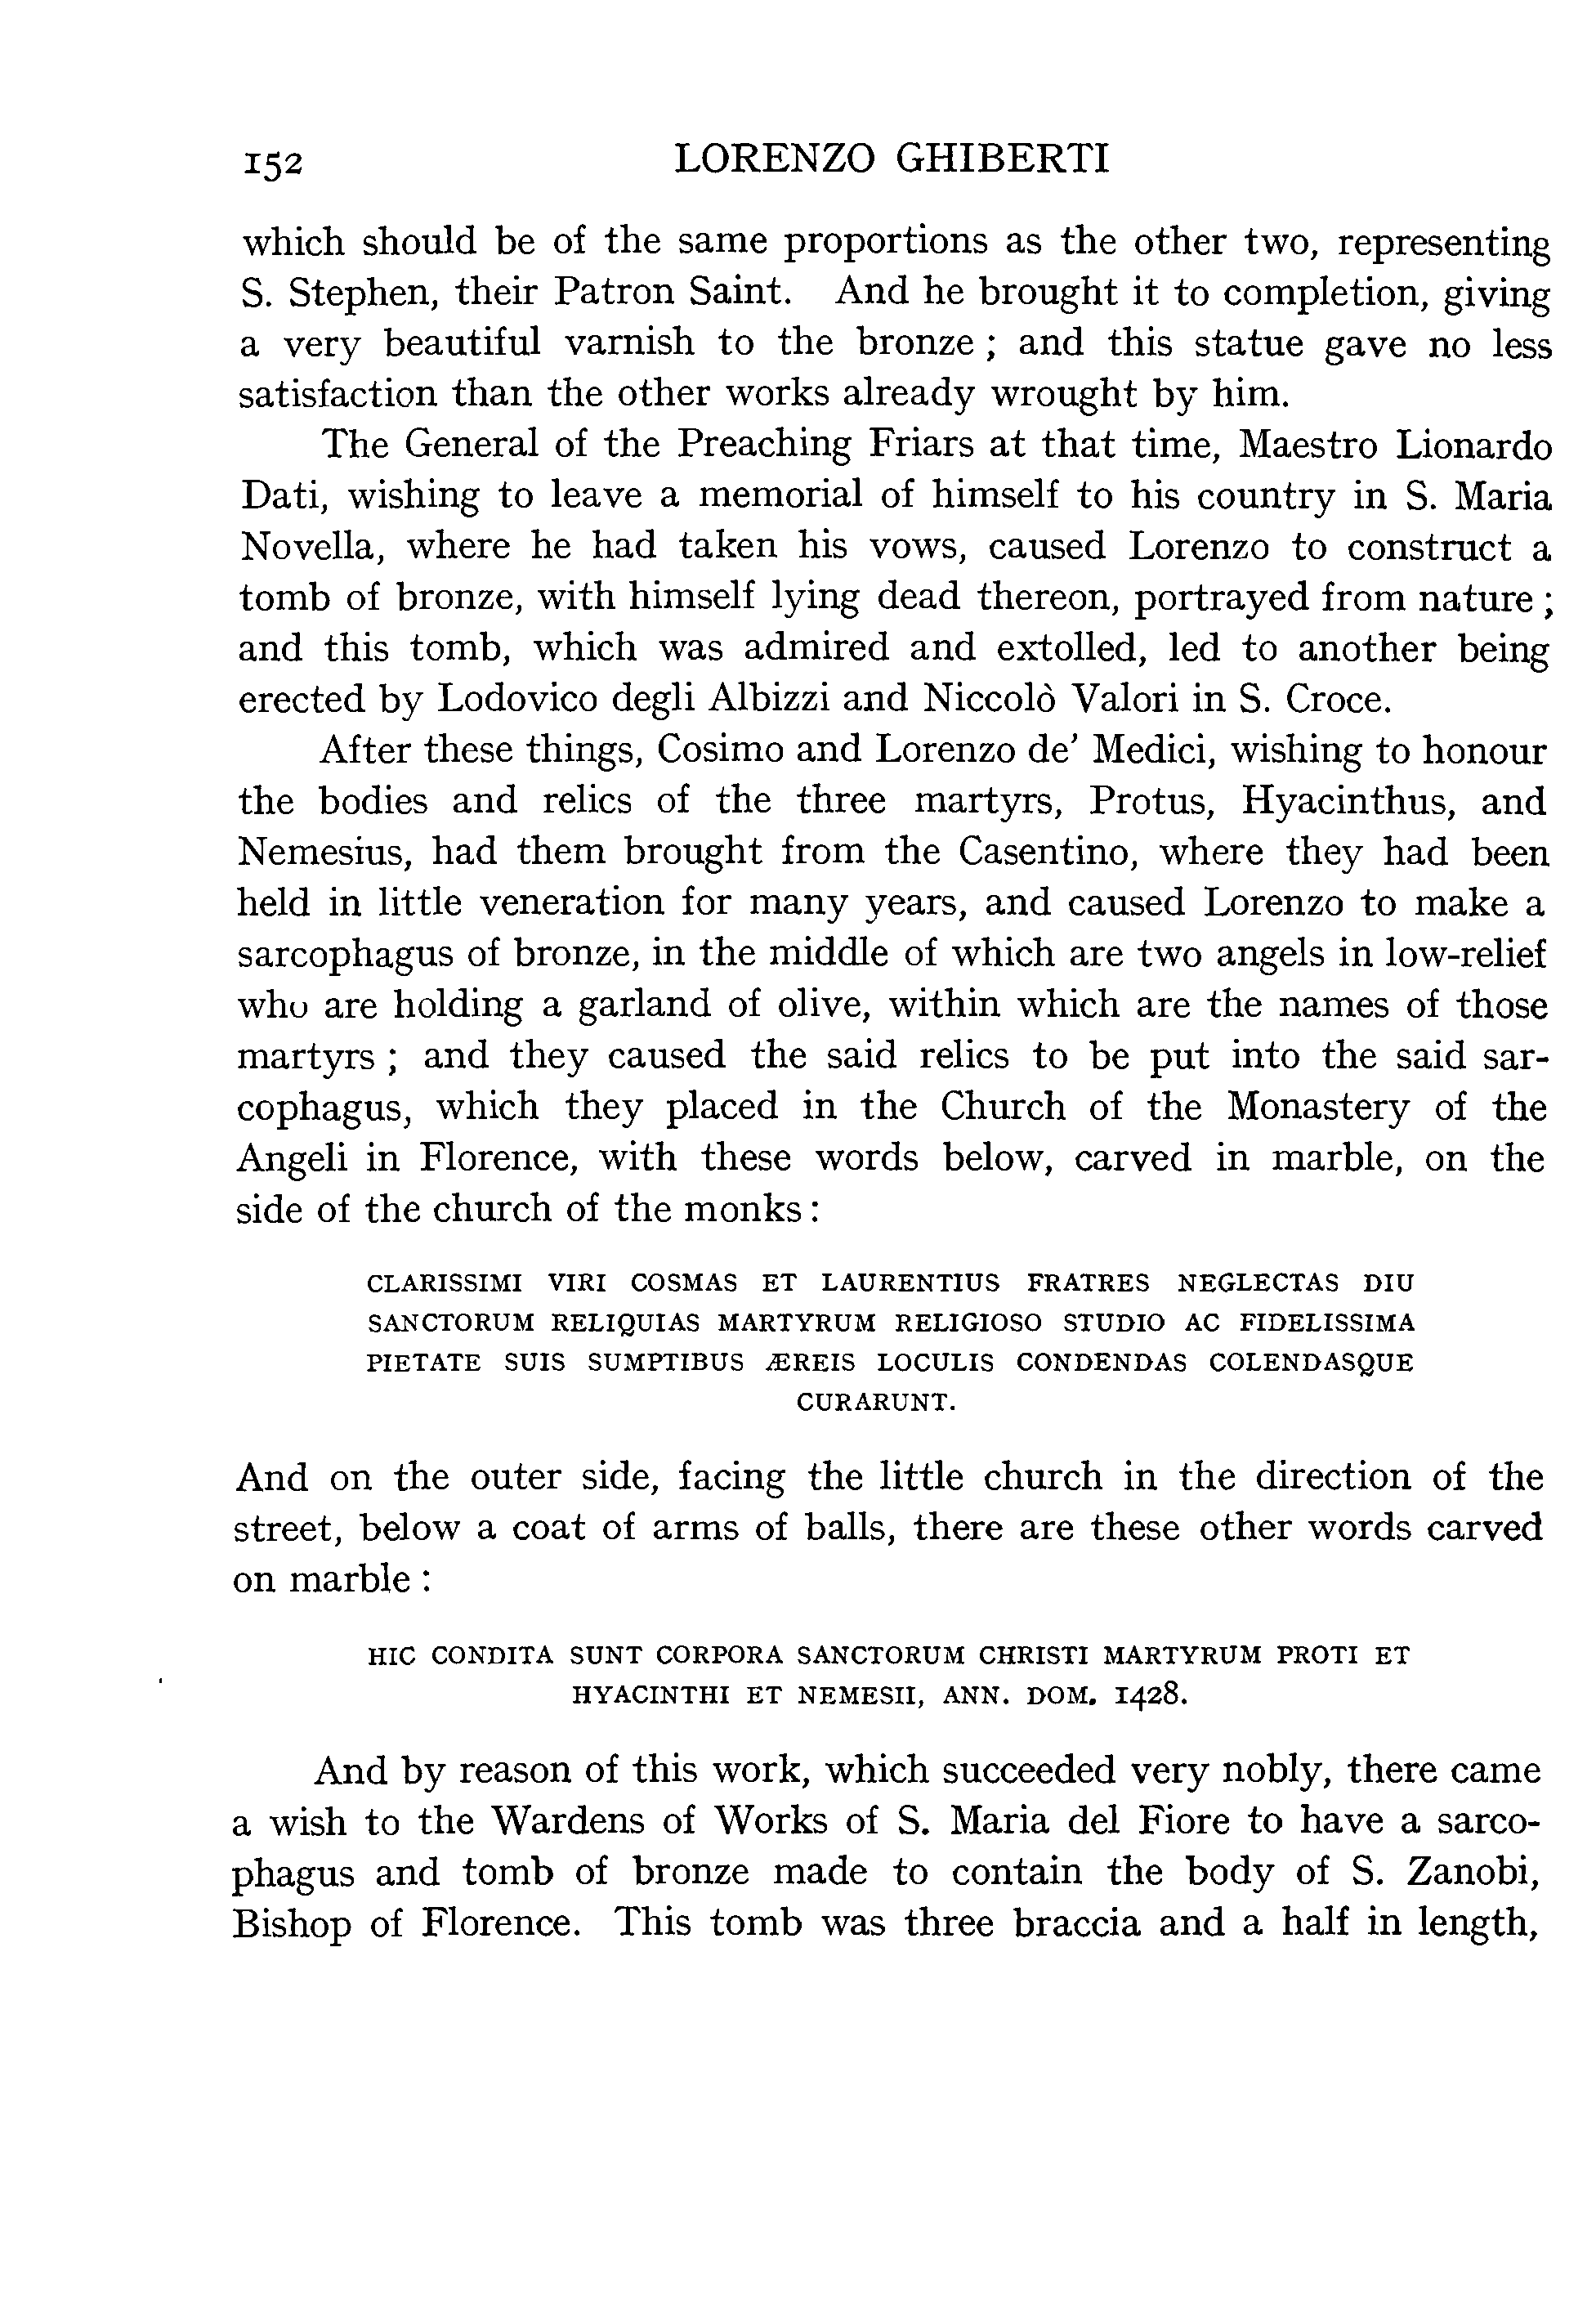 152 LORENZO GHIBERTI
which should be of the same proportions as the other two, representing
S. Stephen, their Patron Saint. And he brought it to completion, giving
a very beautiful varnish to the bronze ; and this statue gave no less
satisfaction than the other works already wrought by him.
The General of the Preaching Friars at that time, Maestro Lionardo
Dati, wishing to leave a memorial of himself to his country in S. Maria
Novella, where he had taken his vows, caused Lorenzo to construct a
tomb of bronze, with himself lying dead thereon, portrayed from nature ;
and this tomb, which was admired and extolled, led to another being
erected by Lodovico degli Albizzi and Niccolò Valori in S. Croce.
After these things, Cosimo and Lorenzo de' Medici, wishing to honour
the bodies and relics of the three martyrs, Protus, Hyacinthus, and
Nemesius, had them brought from the Casentino, where they had been
held in little veneration for many years, and caused Lorenzo to make a
sarcophagus of bronze, in the middle of which are two angels in low-relief
who are holding a garland of olive, within which are the names of those
martyrs ; and they caused the said relics to be put into the said sar-
cophagus, which they placed in the Church of the Monastery of the
Angeli in Florence, with these words below, carved in marble, on the
side of the church of the monks :
CLARISSIMI VIRI COSMAS ET LAURENTIUS FRATRES NEGLECTAS DIU
SANCTORUM RELIQUIAS MARTYRUM RELIGIOSO STUDIO AC FIDELISSIMA
PIETATE SUIS SUMPTIBUS ÆREIS LOCULIS CONDENDAS COLENDASQUE
CURARUNT.
And on the outer side, facing the little church in the direction of the
street, below a coat of arms of balls, there are these other words carved
on marble :
HIC CONDITA SUNT CORPORA SANCTORUM CHRISTI MARTYRUM PROTI ET
HYACINTHI ET NEMESII, ANN. DOM. 1428.
And by reason of this work, which succeeded very nobly, there came
a wish to the Wardens of Works of S. Maria del Fiore to have a sarco-
phagus and tomb of bronze made to contain the body of S. Zanobi,
Bishop of Florence. This tomb was three braccia and a half in length,